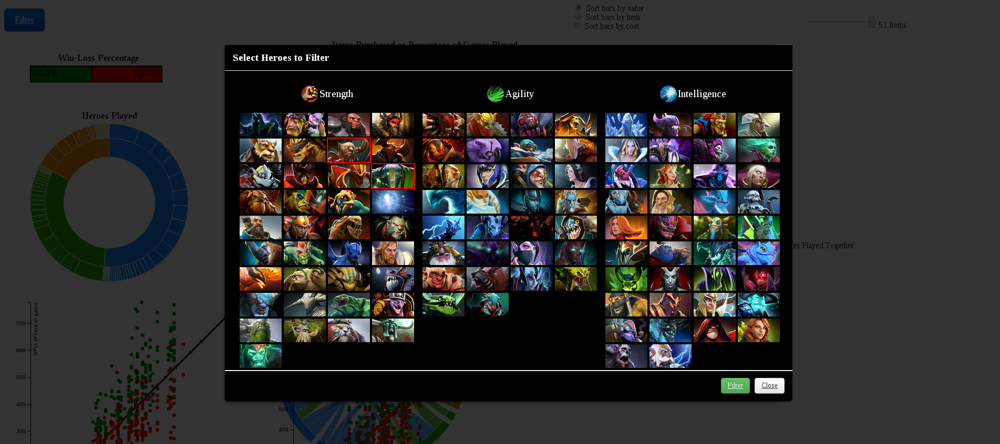 Filter
Sort bars by value
Sort bars by item
Sort bars by cost
51 Items
Items Purchased as Percentage of Games Played
Win-Loss Percentage
46.6% 53.4%
Select Heroes to Filter
Strength Agility Intelligence
Heroes Played
es Played Together
GPM of hero in game
700
600
500
400
300
500
400
Filter Close